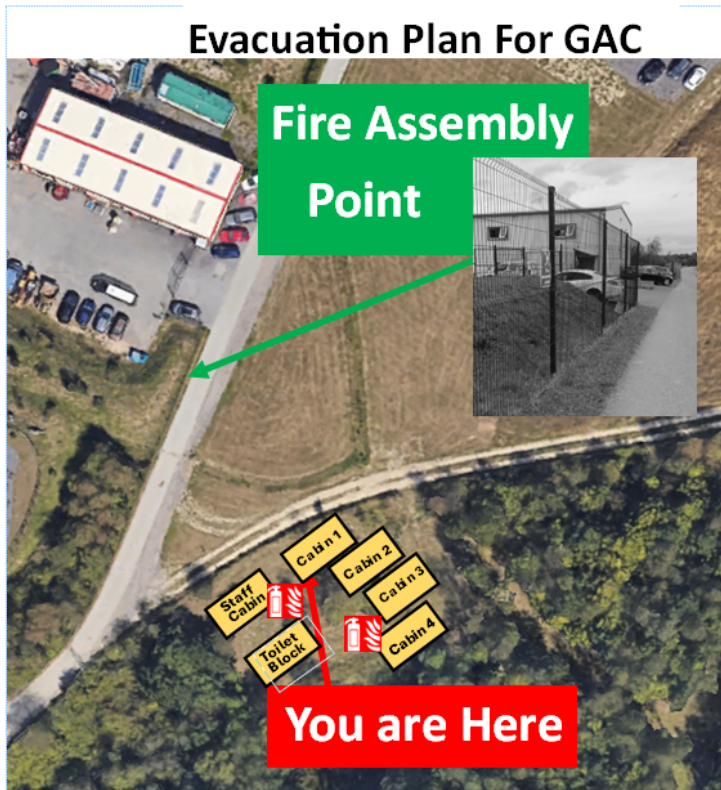 Evacuation Plan For GAC
Fire Assembly
Point
Cabin 1
Cabin 2
Cabin 3
Cabin 4
Staff
Cabin
Toilet
Block
You are Here